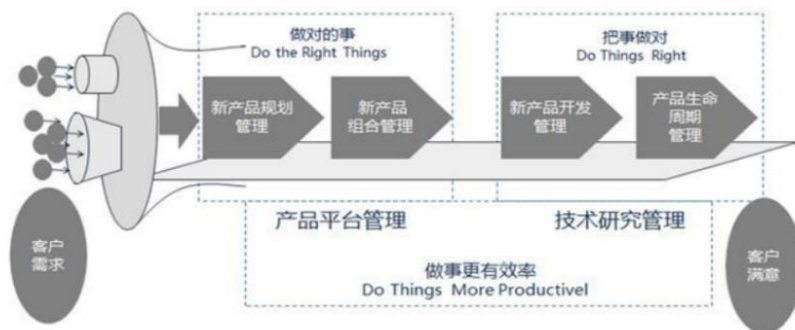 做对的事
Do the Right Things
把事做对
Do Things Right
新产品规划
管理
新产品
组合管理
新产品开发
管理
产品生命
周期
管理
产品平台管理
技术研究管理
客户
需求
客户
满意
做事更有效率
Do Things More Productivel